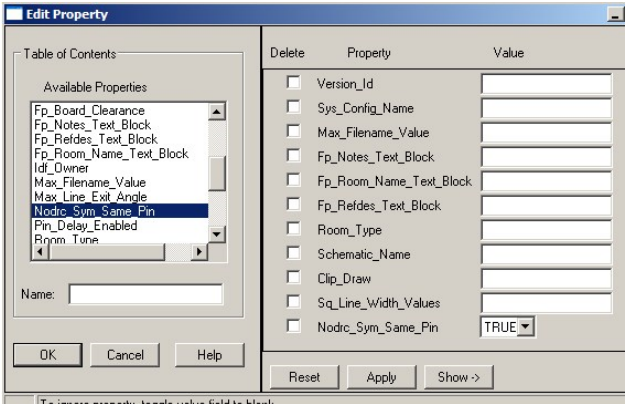 Edit Property
Table of Contents
Available Properties
Fp_Board_Clearance
Fp_Notes_Text_Block
Fp_Refdes_Text_Block
Fp_Room_Name_Text_Block
Idf_Owner
Max_Filename_Value
Max_Line_Exit_Angle
Nodrc_Sym_Same_Pin
Pin_Delay_Enabled
Room_Type
Name:
OK Cancel Help
Delete Property Value
Version_Id
Sys_Config_Name
Max_Filename_Value
Fp_Notes_Text_Block
Fp_Room_Name_Text_Block
Fp_Refdes_Text_Block
Room_Type
Schematic_Name
Clip_Draw
Sq_Line_Width_Values
Nodrc_Sym_Same_Pin TRUE
Reset Apply Show ->
To ignore property, toggle value field to blank